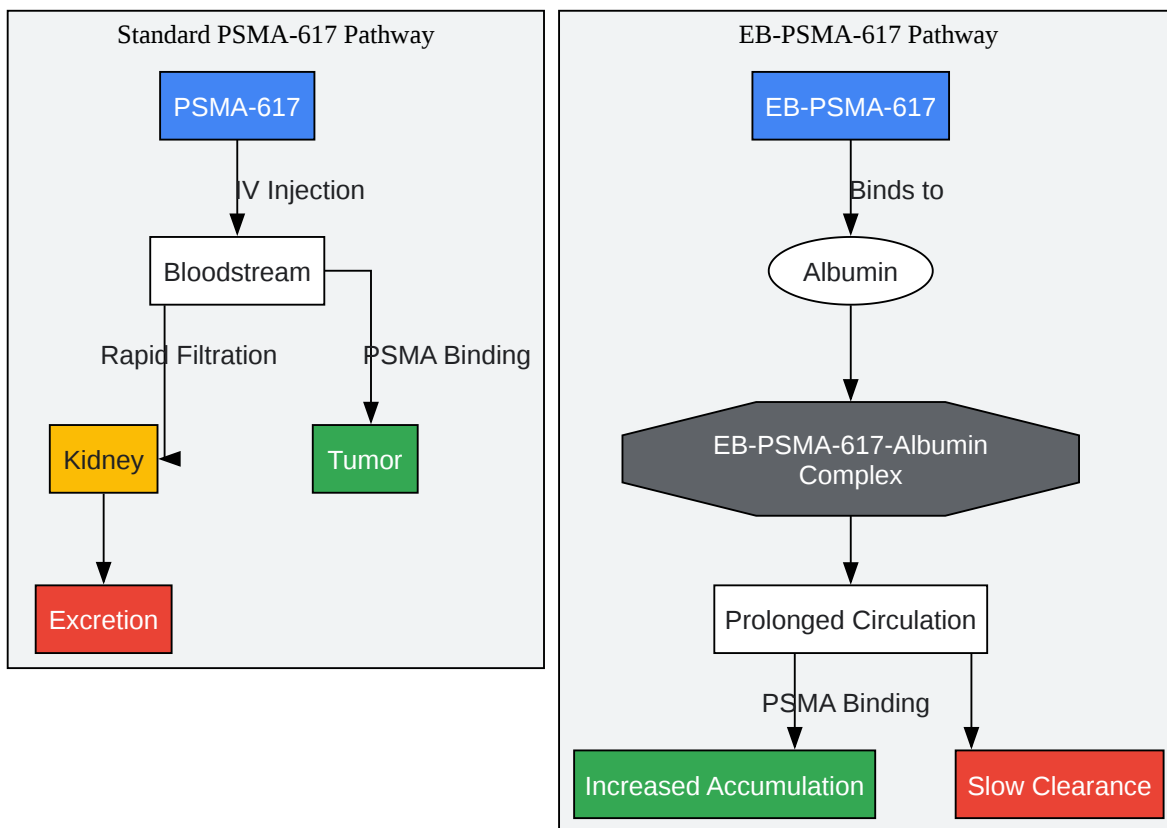 Standard PSMA-617 Pathway
PSMA-617
IV Injection
Bloodstream
Rapid Filtration
PSMA Binding
Kidney
Tumor
Excretion
EB-PSMA-617 Pathway
EB-PSMA-617
Binds to
Albumin
EB-PSMA-617-Albumin
Complex
Prolonged Circulation
PSMA Binding
Increased Accumulation
Slow Clearance